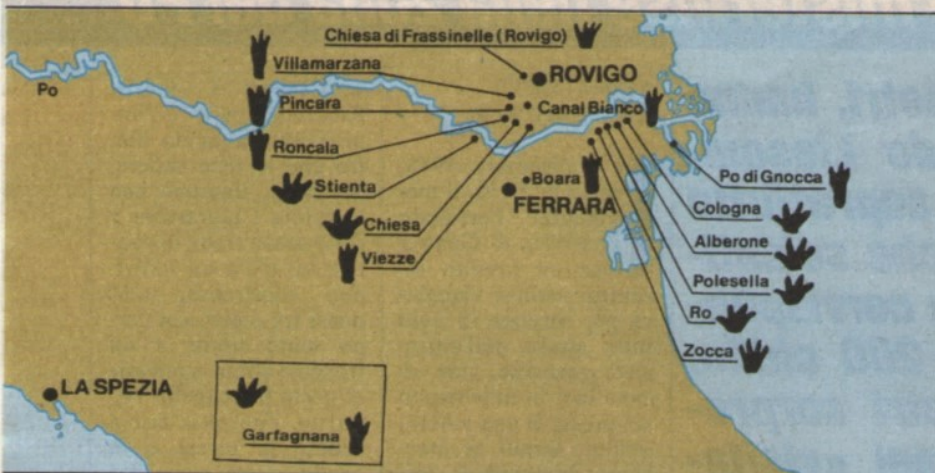 Chiesa di Frassinelle (Rovigo)
Villamarzana
ROVIGO
Po
Pincara
Canal Bianco
Roncala
Stienta
Boara
Po di Gnocca
FERRARA
Cologna
Chiesa
Alberone
Viezze
Polesella
Ro
Zocca
LA SPEZIA
Garfagnana